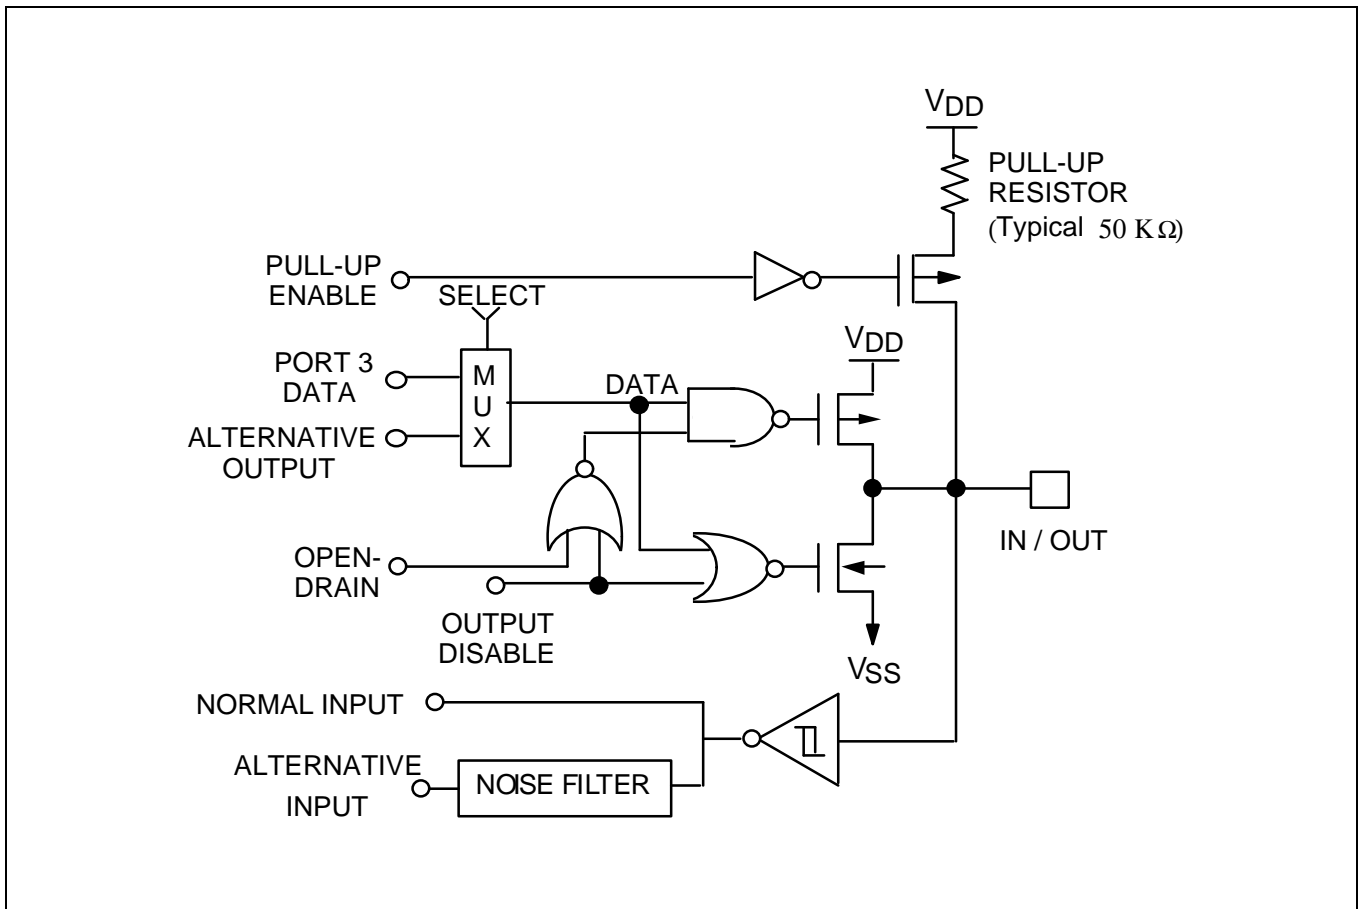 VDD
PULL-UP
RESISTOR
(Typical 50 KΩ)
PULL-UP
ENABLE
SELECT
VDD
PORT 3
DATA
M
U
X
DATA
ALTERNATIVE
OUTPUT
OPEN-
DRAIN
IN / OUT
OUTPUT
DISABLE
VSS
NORMAL INPUT
ALTERNATIVE
INPUT
NOISE FILTER